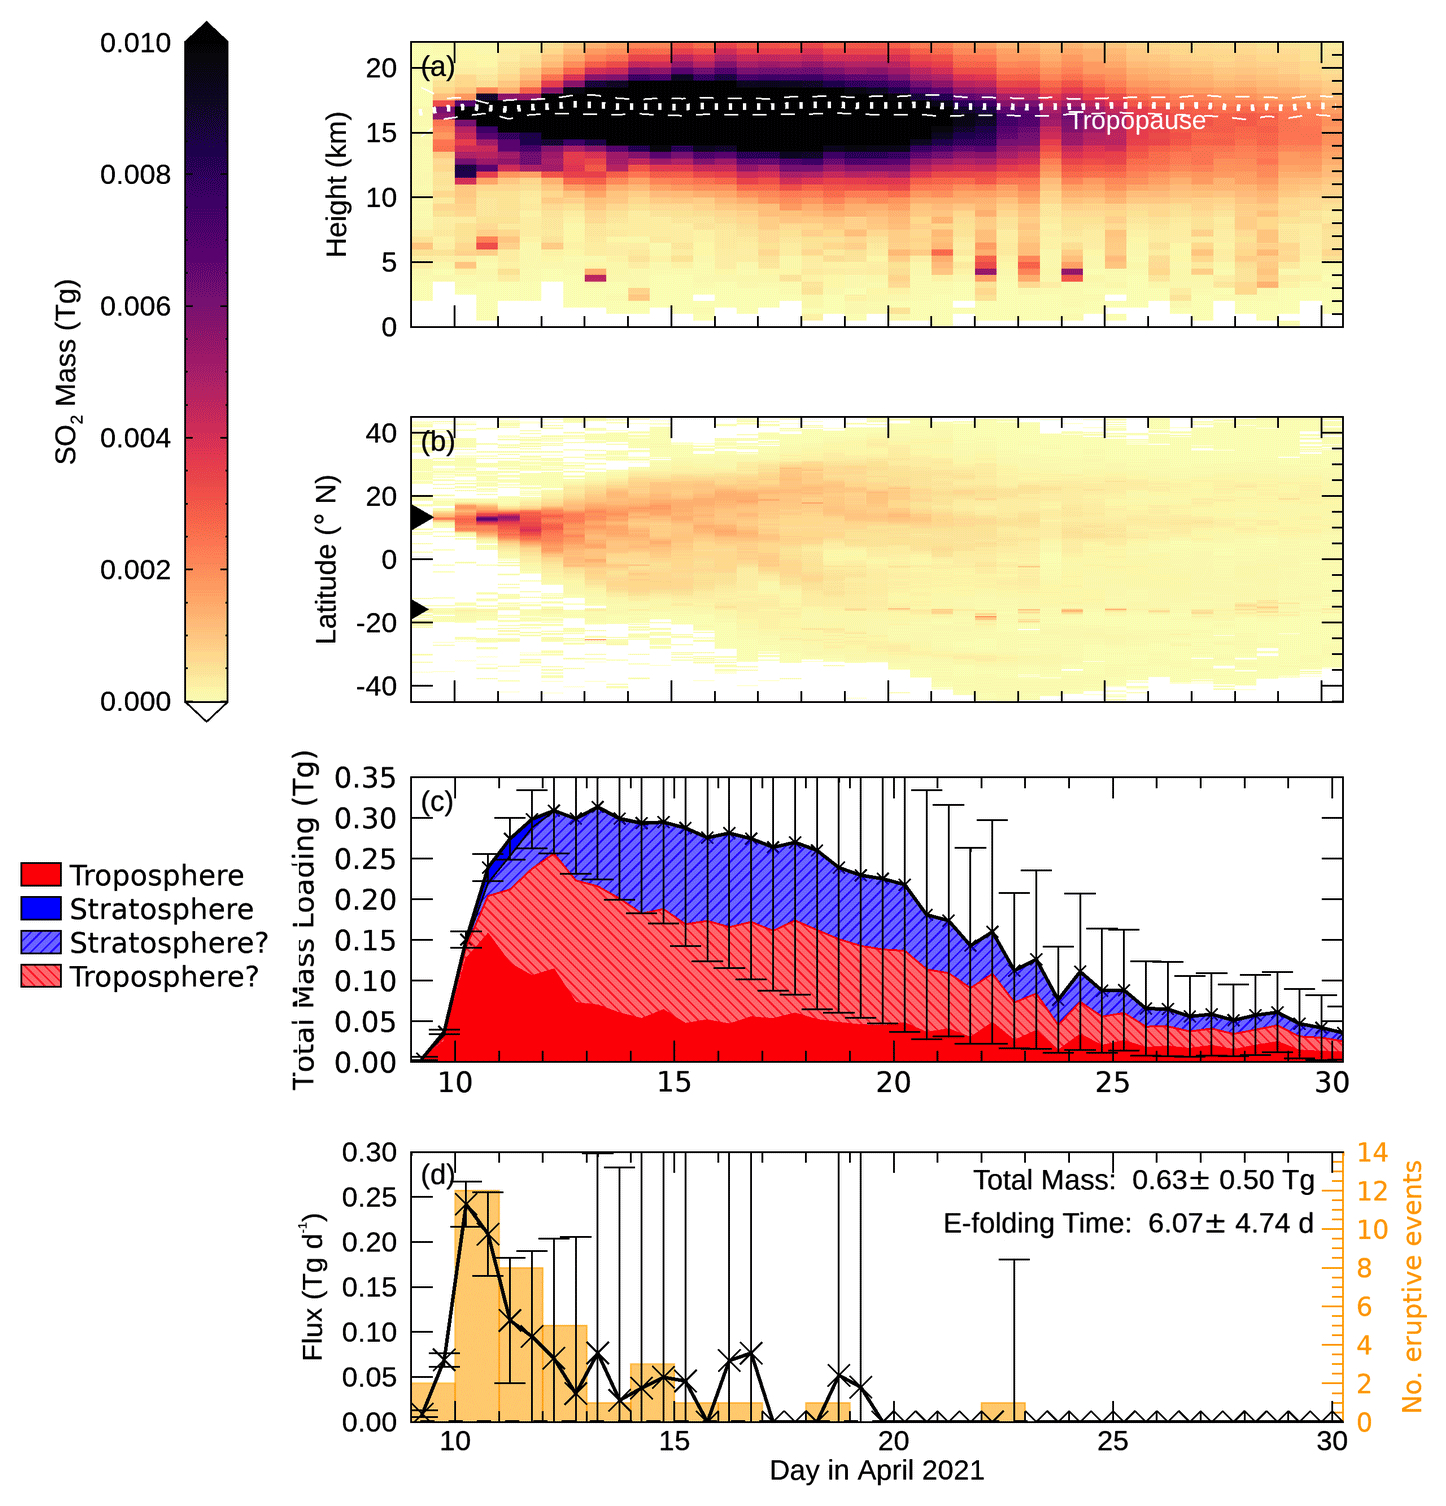 0.010
0.008
0.006
0.004
0.002
0.000
SO2 Mass (Tg)
(a)
20
15
10
5
0
Height (km)
Tropopause
(b)
40
20
0
-20
-40
Latitude (° N)
(c)
0.35
0.30
0.25
0.20
0.15
0.10
0.05
0.00
Total Mass Loading (Tg)
10 15 20 25 30
Troposphere
Stratosphere
Stratosphere?
Troposphere?
(d)
0.30
0.25
0.20
0.15
0.10
0.05
0.00
Flux (Tg d-1)
Total Mass: 0.63± 0.50 Tg
E-folding Time: 6.07± 4.74 d
14
12
10
8
6
4
2
0
No. eruptive events
10 15 20 25 30
Day in April 2021